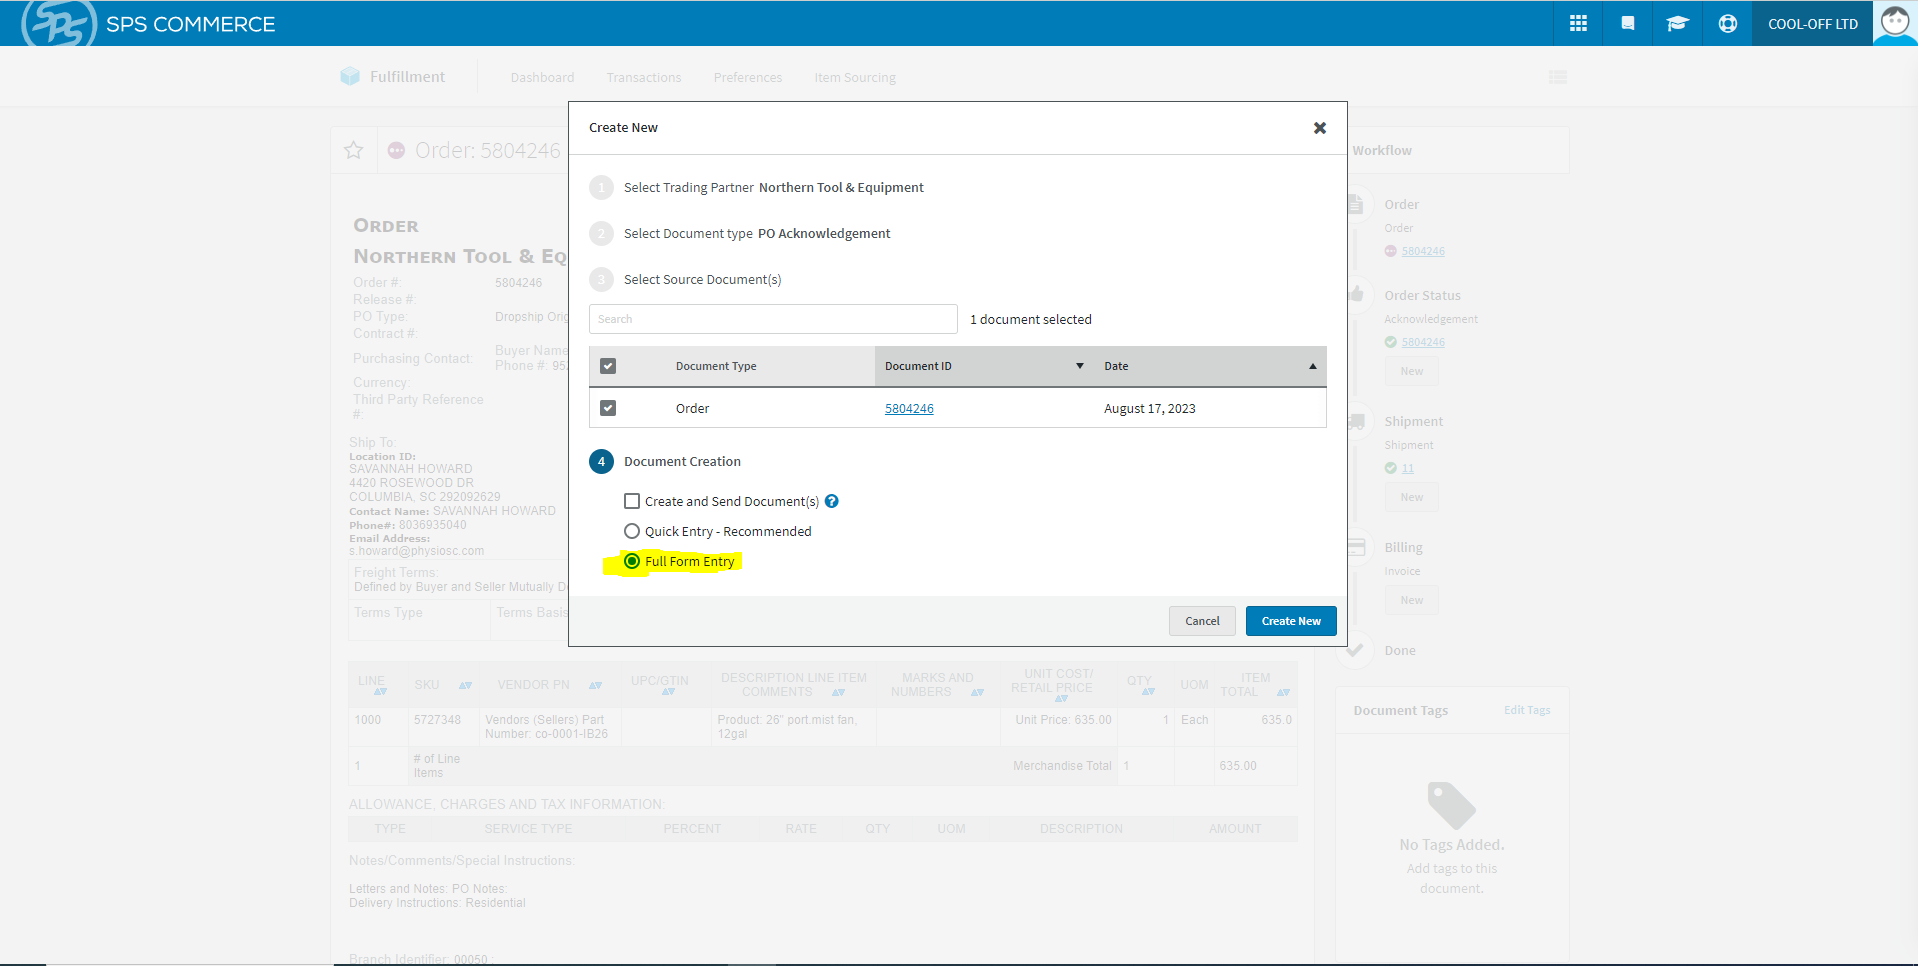 SPS COMMERCE
COOL-OFF LTD
Fulfillment
Dashboard
Transactions
Preferences
Item Sourcing
Order: 5804246
ORDER
NORTHERN TOOL & EQ
Order #: 5804246
Release #:
PO Type: Dropship Orig
Contract #:
Purchasing Contact: Buyer Name
Phone #: 952
Currency:
Third Party Reference
#:
Ship To:
Location ID:
SAVANNAH HOWARD
4420 ROSEWOOD DR
COLUMBIA, SC 292092629
Contact Name: SAVANNAH HOWARD
Phone#: 8036935040
Email Address:
s.howard@physiosc.com
Freight Terms:
Defined by Buyer and Seller Mutually D
Terms Type
Terms Basis
Create New
1 Select Trading Partner Northern Tool & Equipment
2 Select Document type PO Acknowledgement
3 Select Source Document(s)
Search
1 document selected
Document Type Document ID Date
Order 5804246 August 17, 2023
4 Document Creation
Create and Send Document(s) ?
Quick Entry - Recommended
Full Form Entry
Cancel
Create New
Workflow
Order
Order
5804246
Order Status
Acknowledgement
5804246
New
Shipment
Shipment
11
New
Billing
Invoice
New
Done
LINE SKU VENDOR PN UPC/GTIN DESCRIPTION LINE ITEM COMMENTS MARKS AND NUMBERS UNIT COST/ RETAIL PRICE QTY UOM ITEM TOTAL
1000 5727348 Vendors (Sellers) Part Number: co-0001-IB26 Product: 26" port.mist fan, 12gal Unit Price: 635.00 1 Each 635.0
1 # of Line Items Merchandise Total 1 635.00
ALLOWANCE, CHARGES AND TAX INFORMATION:
TYPE SERVICE TYPE PERCENT RATE QTY UOM DESCRIPTION AMOUNT
Notes/Comments/Special Instructions:
Letters and Notes: PO Notes:
Delivery Instructions: Residential
Branch Identifier: 00050 :
Document Tags
Edit Tags
No Tags Added.
Add tags to this
document.